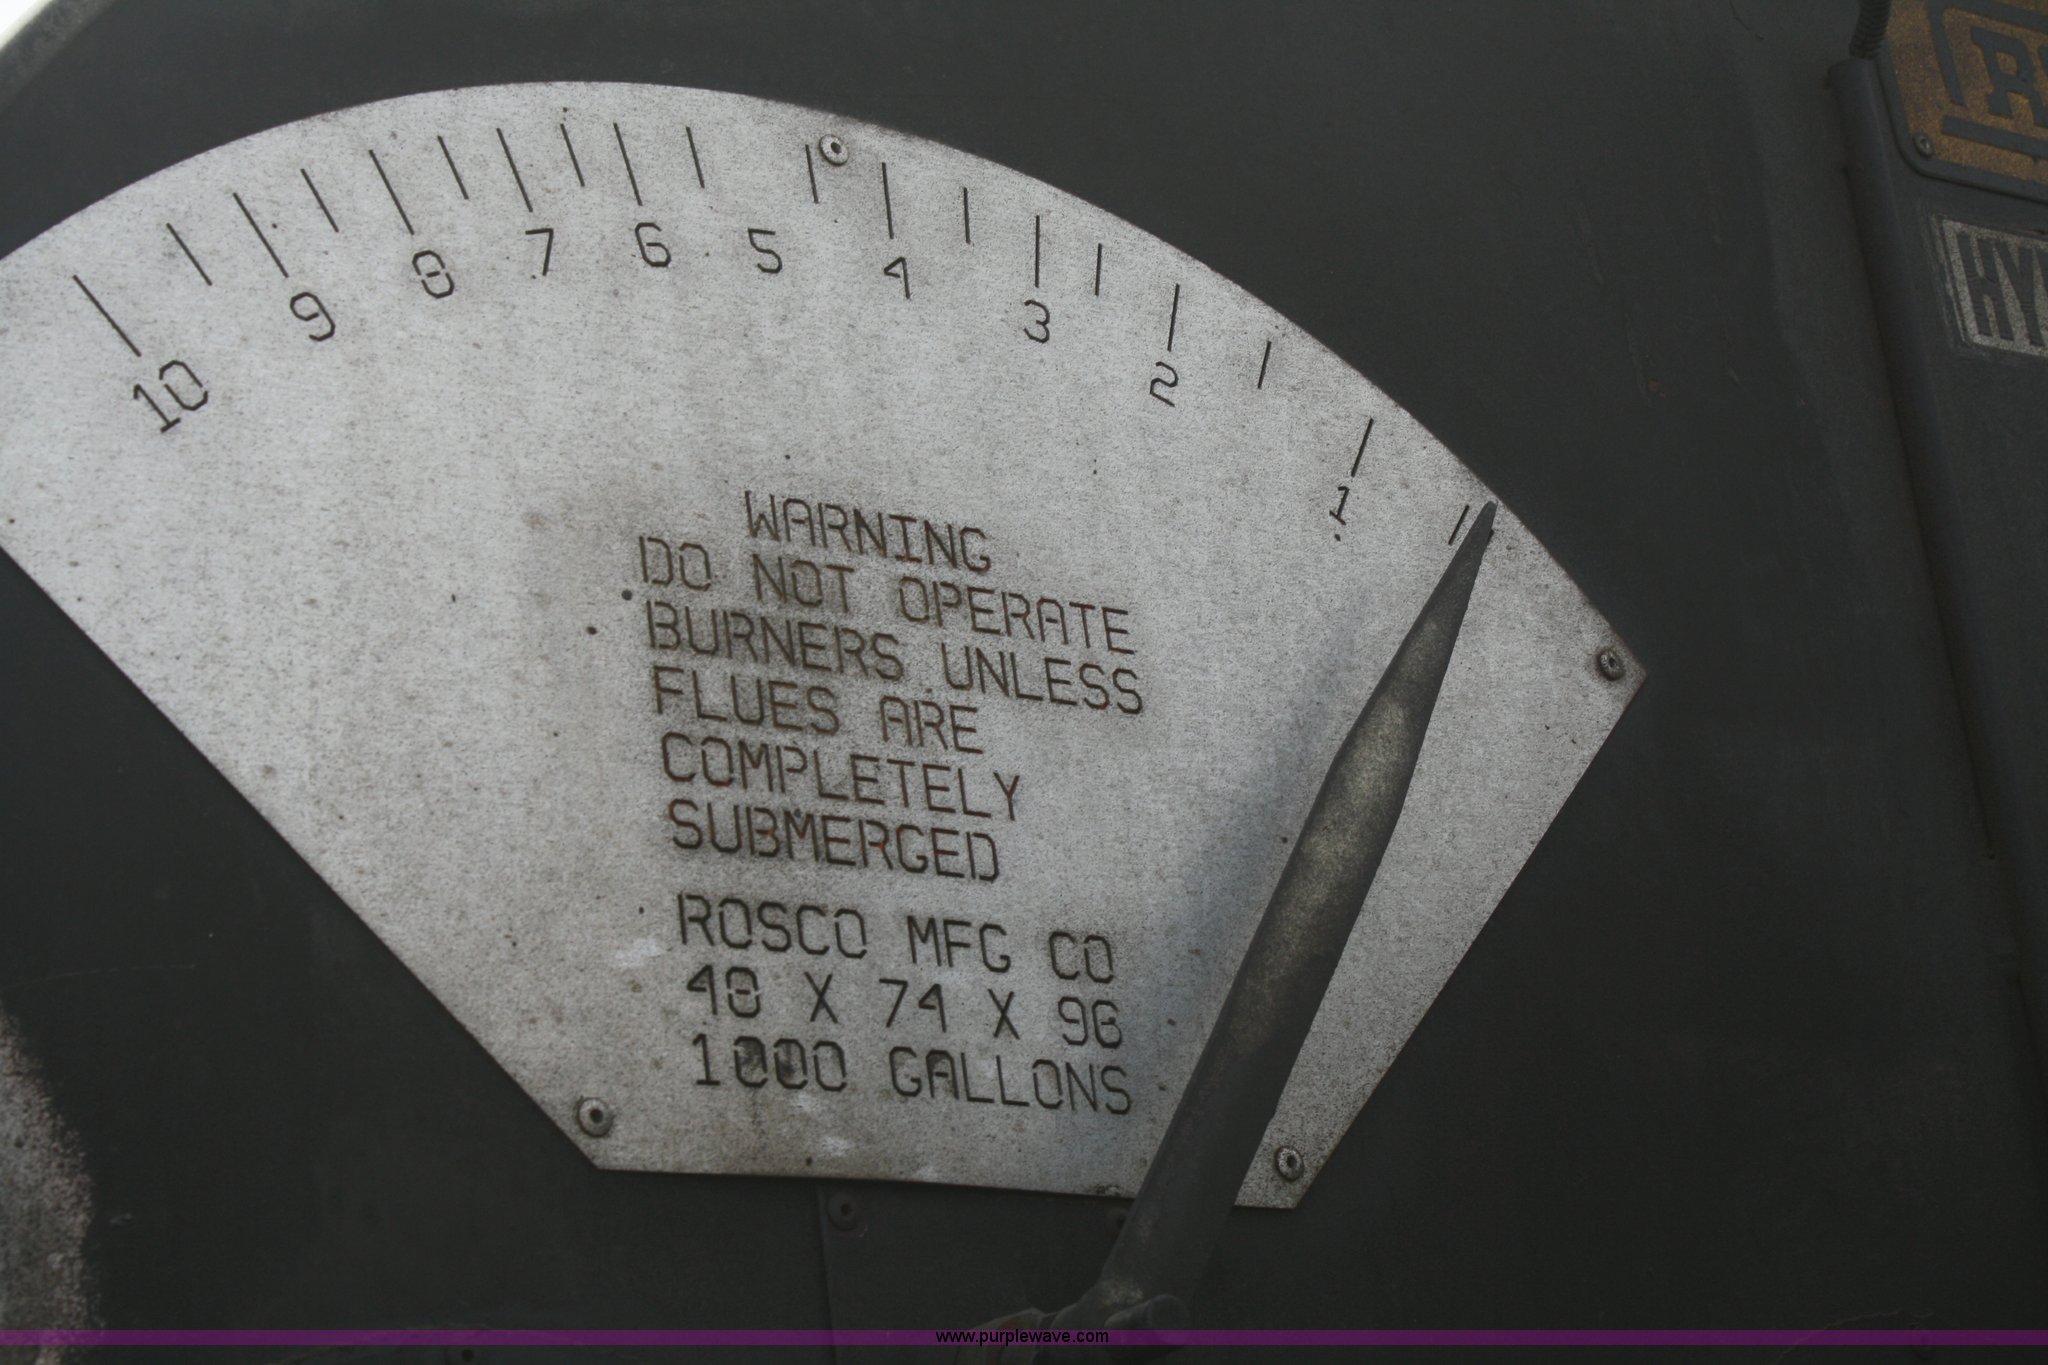 10 9 8 7 6 5 4 3 2 1
WARNING
DO NOT OPERATE
BURNERS UNLESS
FLUES ARE
COMPLETELY
SUBMERGED
ROSCO MFG CO
48 X 74 X 96
1000 GALLONS
www.purplewave.com